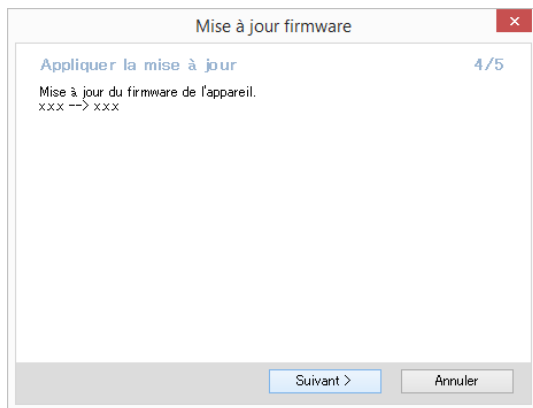 Mise à jour firmware
Appliquer la mise à jour 4/5
Mise à jour du firmware de l'appareil.
xxx --> xxx
Suivant > Annuler